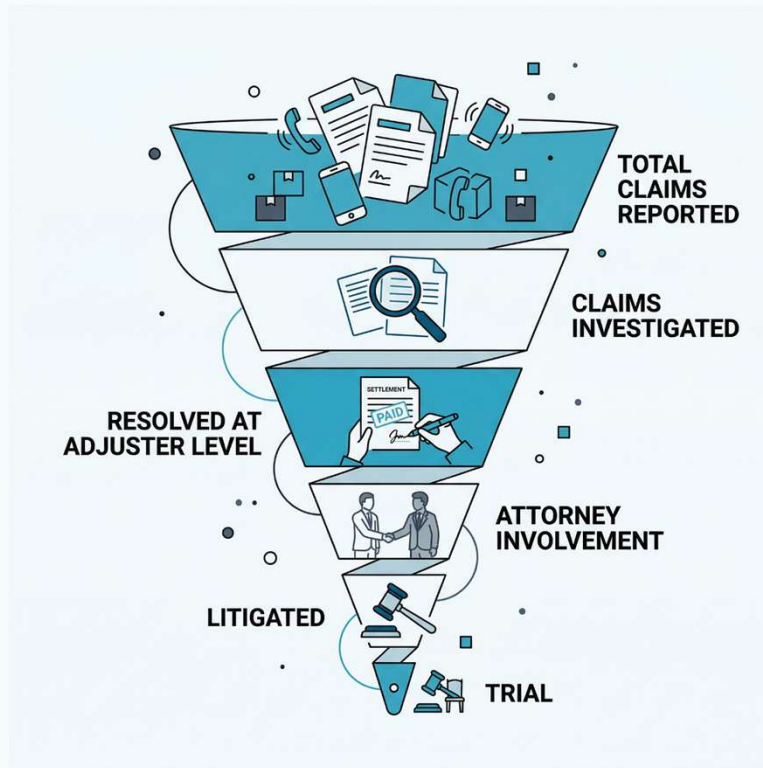 TOTAL
CLAIMS
REPORTED
CLAIMS
INVESTIGATED
SETTLEMENT
PAID
RESOLVED AT
ADJUSTER LEVEL
ATTORNEY
INVOLVEMENT
LITIGATED
TRIAL